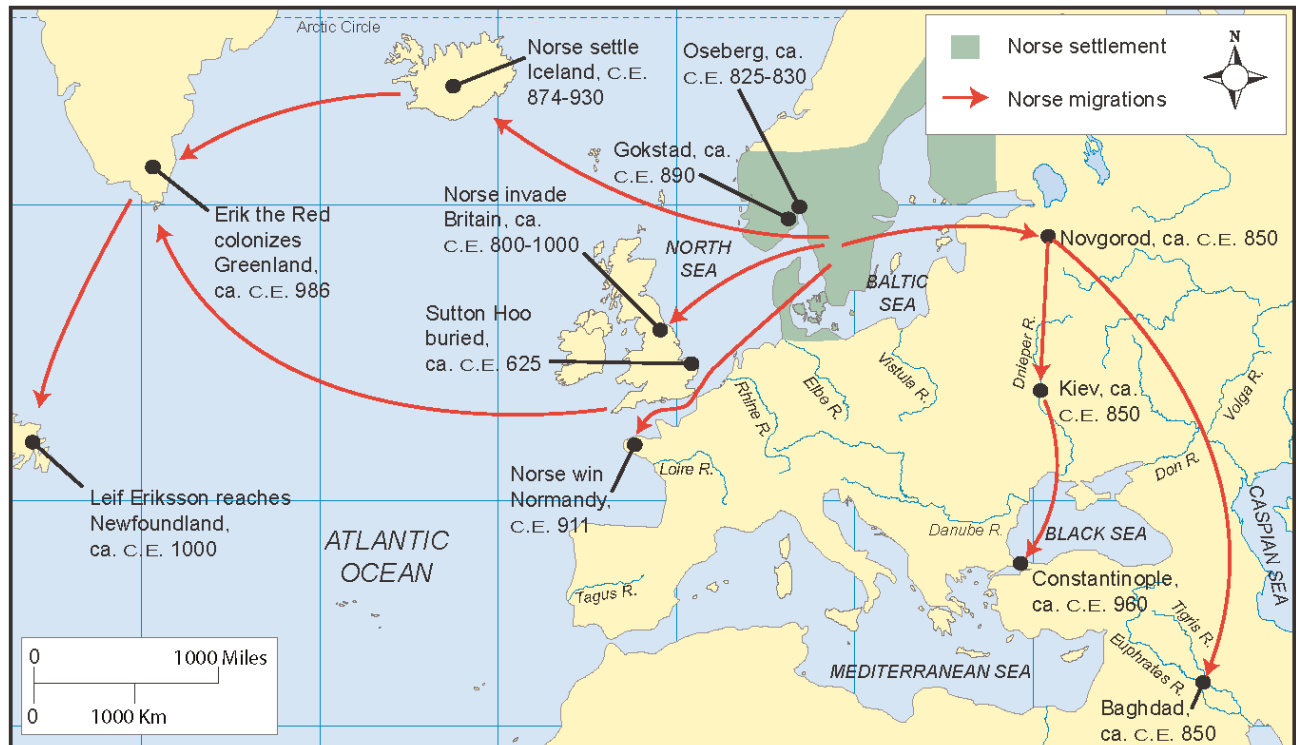 Arctic Circle
Norse settle
Iceland, C.E.
874-930
Oseberg, ca.
C.E. 825-830
Norse settlement
Norse migrations
N
Gokstad, ca.
C.E. 890
Norse invade
Britain, ca.
C.E. 800-1000
NORTH
SEA
Erik the Red
colonizes
Greenland,
ca. C.E. 986
Novgorod, ca. C.E. 850
BALTIC
SEA
Sutton Hoo
buried,
ca. C.E. 625
Dnieper R.
Vistula R.
Elbe R.
Rhine R.
Kiev, ca.
C.E. 850
Volga R.
Don R.
Loire R.
Norse win
Normandy,
C.E. 911
Leif Eriksson reaches
Newfoundland,
ca. C.E. 1000
ATLANTIC
OCEAN
Danube R.
BLACK SEA
CASPIAN SEA
Constantinople,
ca. C.E. 960
Tagus R.
Tigris R.
Euphrates R.
MEDITERRANEAN SEA
Baghdad,
ca. C.E. 850
0 1000 Miles
0 1000 Km